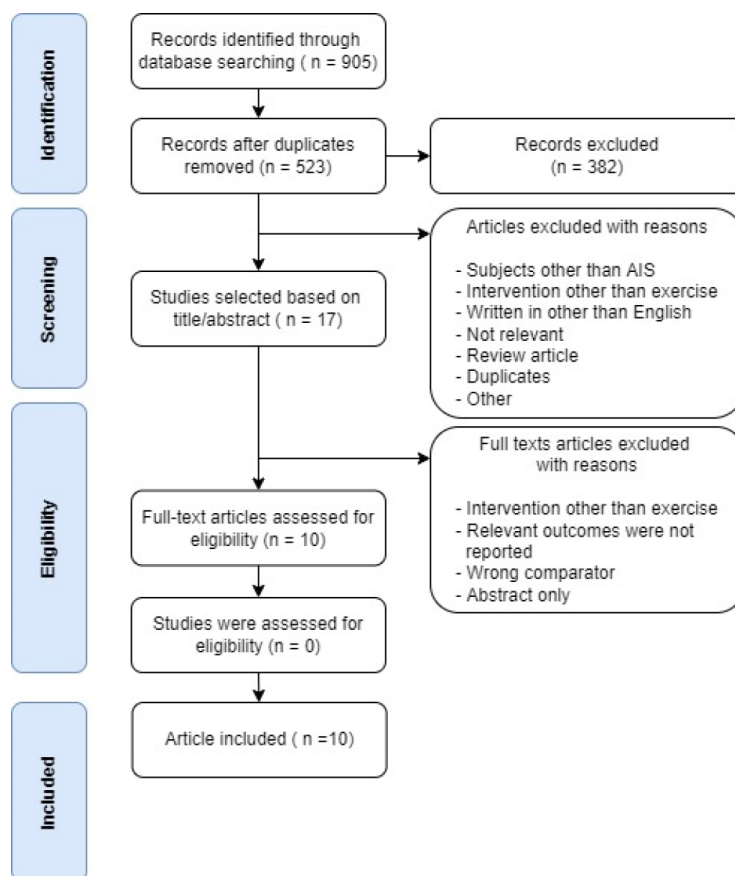 Identification
Records identified through
database searching ( n = 905)
Records after duplicates
removed (n = 523)
Records excluded
(n = 382)
Screening
Articles excluded with reasons
- Subjects other than AIS
- Intervention other than exercise
- Written in other than English
- Not relevant
- Review article
- Duplicates
- Other
Studies selected based on
title/abstract ( n = 17)
Eligibility
Full texts articles excluded
with reasons
- Intervention other than exercise
- Relevant outcomes were not
reported
- Wrong comparator
- Abstract only
Full-text articles assessed for
eligibility (n = 10)
Studies were assessed for
eligibility (n = 0)
Included
Article included ( n =10)